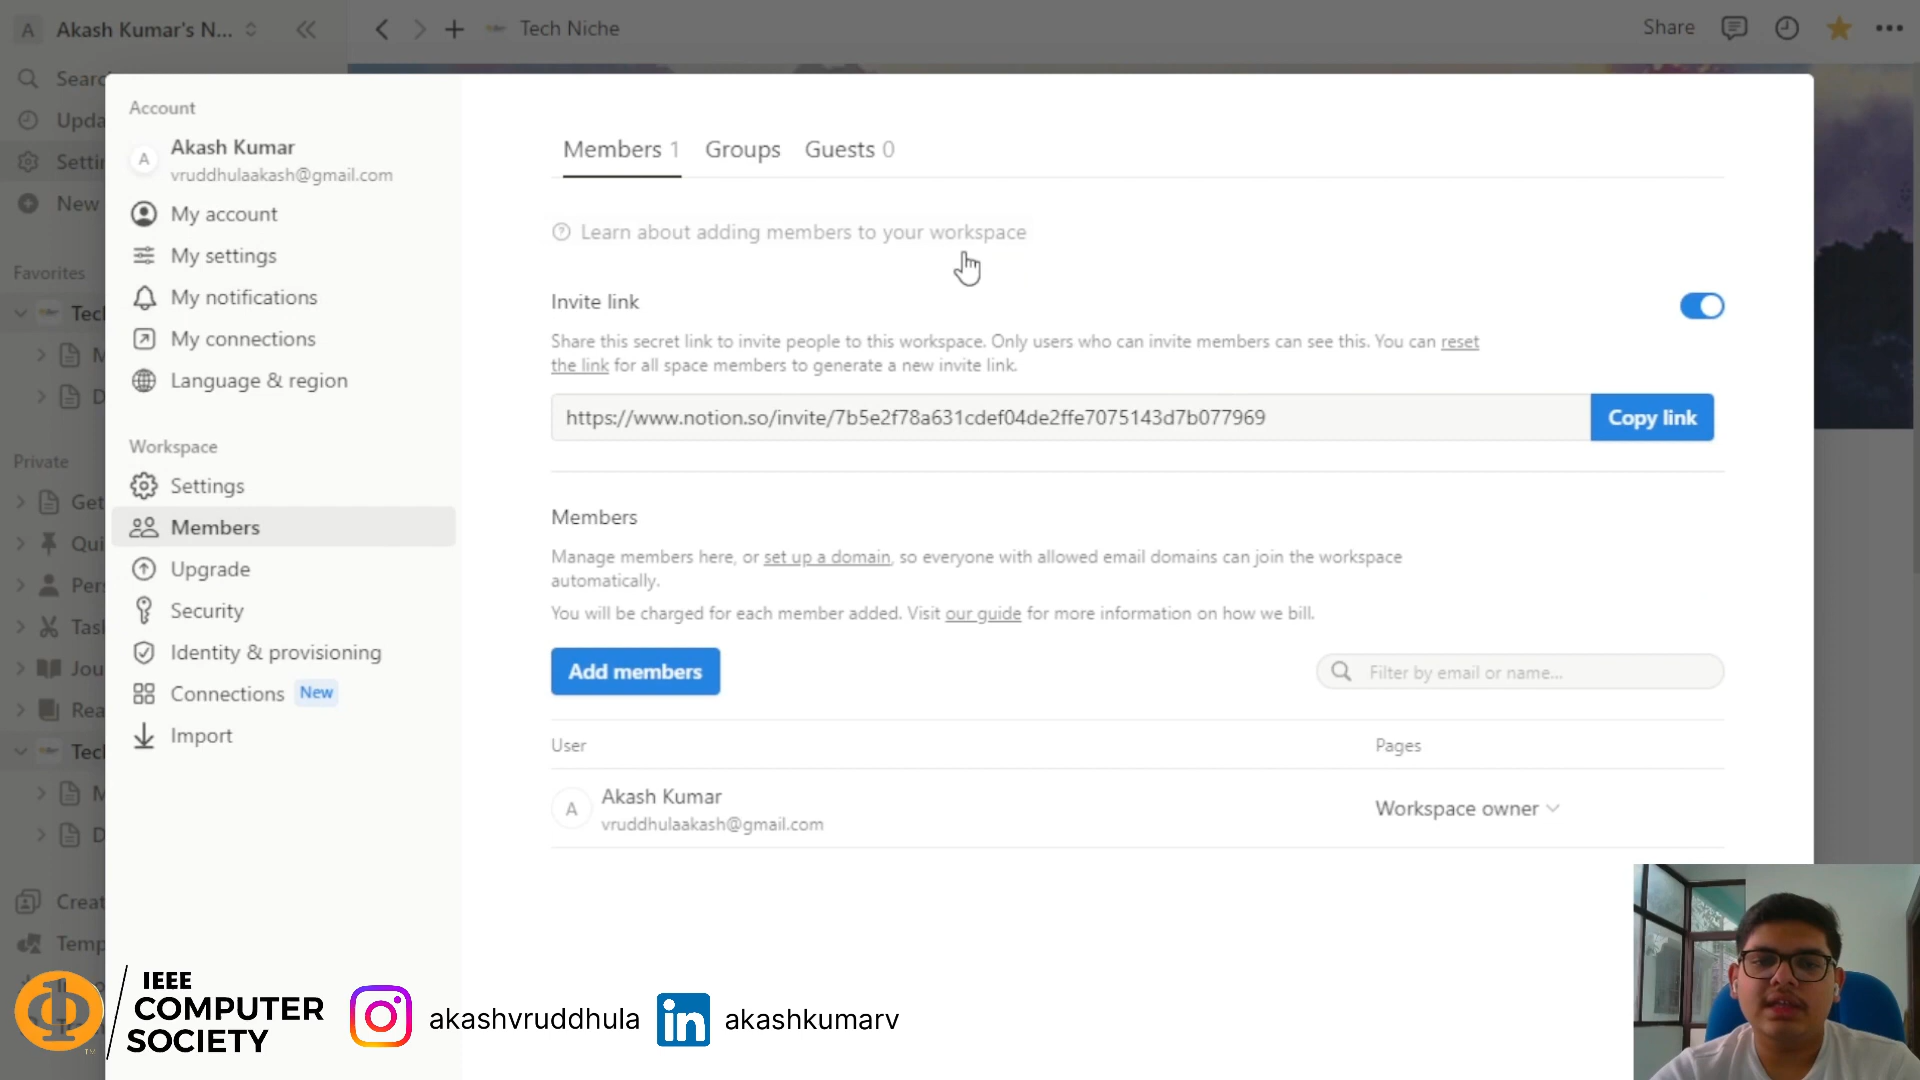 A Akash Kumar's N...
Tech Niche
Share
Account
Akash Kumar
A
vruddhulaakash@gmail.com
My account
My settings
My notifications
My connections
Language & region
Workspace
Settings
Members
Upgrade
Security
Identity & provisioning
Connections New
Import
Favorites
Private
Members 1 Groups Guests 0
Learn about adding members to your workspace
Invite link
Share this secret link to invite people to this workspace. Only users who can invite members can see this. You can reset
the link for all space members to generate a new invite link.
https://www.notion.so/invite/7b5e2f78a631cdef04de2ffe7075143d7b077969
Copy link
Members
Manage members here, or set up a domain, so everyone with allowed email domains can join the workspace
automatically.
You will be charged for each member added. Visit our guide for more information on how we bill.
Add members
Filter by email or name...
User Pages
A
Akash Kumar
vruddhulaakash@gmail.com
Workspace owner
IEEE
COMPUTER
SOCIETY
TM
akashvruddhula
in
akashkumarv